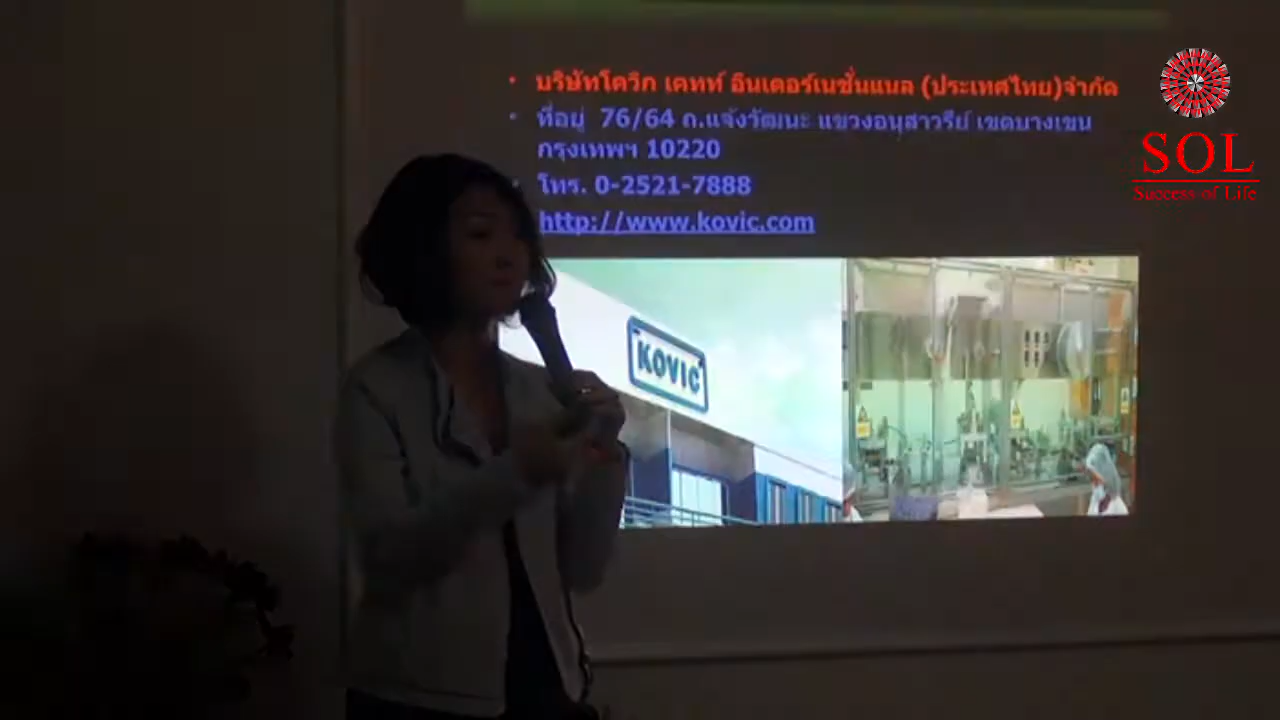 • บริษัทโควิก เคทท์ อินเตอร์เนชั่นแนล (ประเทศไทย)จำกัด
• ที่อยู่ 76/64 ถ.แจ้งวัฒนะ แขวงอนุสาวรีย์ เขตบางเขน
กรุงเทพฯ 10220
โทร. 0-2521-7888
http://www.kovic.com
KOVIC
SOL
Success of Life